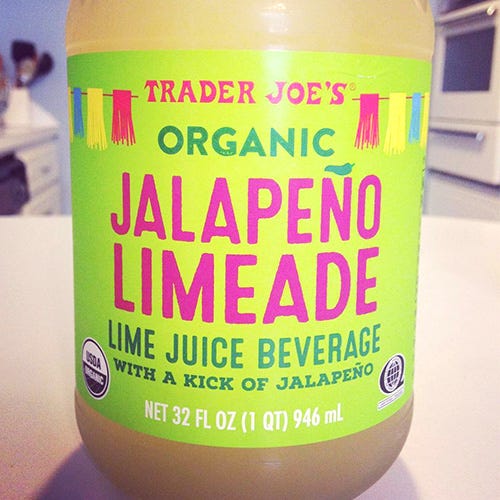 TRADER JOE'S®
ORGANIC
JALAPEÑO
LIMEADE
LIME JUICE BEVERAGE
WITH A KICK OF JALAPEÑO
USDA
ORGANIC
NET 32 FL OZ (1 QT) 946 mL